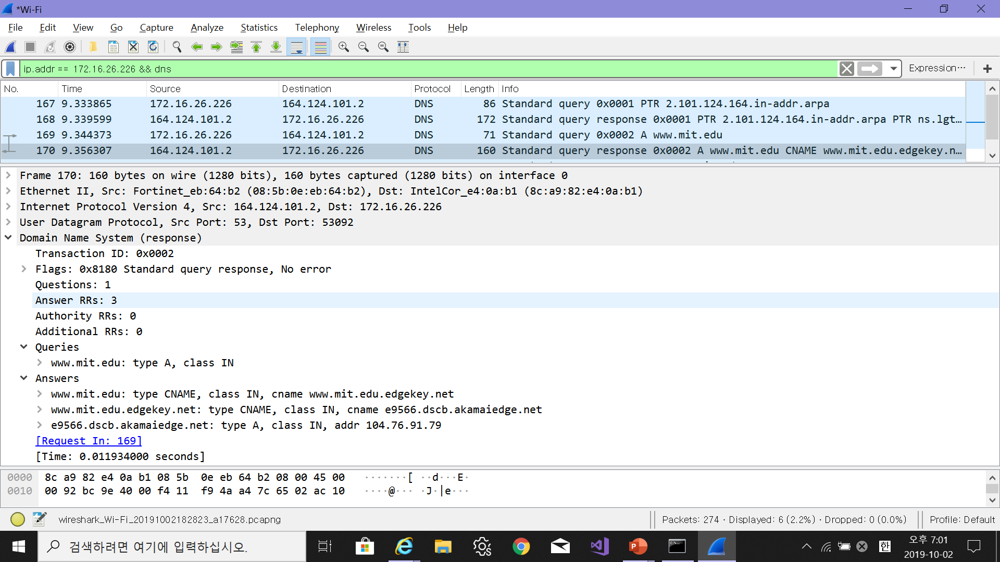 *Wi-Fi
File Edit View Go Capture Analyze Statistics Telephony Wireless Tools Help
ip.addr == 172.16.26.226 && dns
Expression…
+
No. Time Source Destination Protocol Length Info
167 9.333865 172.16.26.226 164.124.101.2 DNS 86 Standard query 0x0001 PTR 2.101.124.164.in-addr.arpa
168 9.339599 164.124.101.2 172.16.26.226 DNS 172 Standard query response 0x0001 PTR 2.101.124.164.in-addr.arpa PTR ns.lgt…
169 9.344373 172.16.26.226 164.124.101.2 DNS 71 Standard query 0x0002 A www.mit.edu
170 9.356307 164.124.101.2 172.16.26.226 DNS 160 Standard query response 0x0002 A www.mit.edu CNAME www.mit.edu.edgekey.n…
Frame 170: 160 bytes on wire (1280 bits), 160 bytes captured (1280 bits) on interface 0
Ethernet II, Src: Fortinet_eb:64:b2 (08:5b:0e:eb:64:b2), Dst: IntelCor_e4:0a:b1 (8c:a9:82:e4:0a:b1)
Internet Protocol Version 4, Src: 164.124.101.2, Dst: 172.16.26.226
User Datagram Protocol, Src Port: 53, Dst Port: 53092
Domain Name System (response)
Transaction ID: 0x0002
Flags: 0x8180 Standard query response, No error
Questions: 1
Answer RRs: 3
Authority RRs: 0
Additional RRs: 0
Queries
www.mit.edu: type A, class IN
Answers
www.mit.edu: type CNAME, class IN, cname www.mit.edu.edgekey.net
www.mit.edu.edgekey.net: type CNAME, class IN, cname e9566.dscb.akamaiedge.net
e9566.dscb.akamaiedge.net: type A, class IN, addr 104.76.91.79
[Request In: 169]
[Time: 0.011934000 seconds]
0000 8c a9 82 e4 0a b1 08 5b 0e eb 64 b2 08 00 45 00 ·······[ ··d···E·
0010 00 92 bc 9e 40 00 f4 11 f9 4a a4 7c 65 02 ac 10 ····@··· ·J·|e···
wireshark_Wi-Fi_20191002182823_a17628.pcapng
Packets: 274 · Displayed: 6 (2.2%) · Dropped: 0 (0.0%)
Profile: Default
검색하려면 여기에 입력하십시오.
한
오후 7:01
2019-10-02